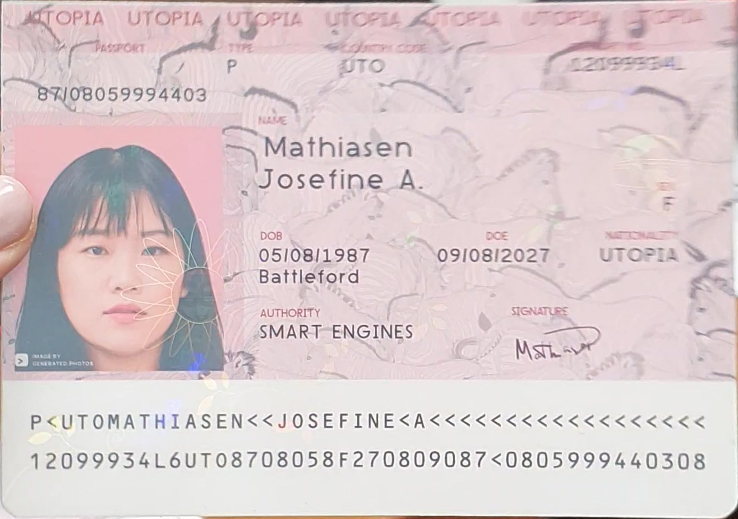 UTOPIA UTOPIA UTOPIA UTOPIA UTOPIA UTOPIA UTOPIA
PASSPORT TYPE COUNTRY CODE
P UTO 12099934L
87/08059994403
NAME
Mathiasen
Josefine A.
SEX
F
DOB DOE NATIONALITY
05/08/1987 09/08/2027 UTOPIA
Battleford
AUTHORITY SIGNATURE
SMART ENGINES
IMAGE BY
GENERATED.PHOTOS
P<UTOMATHIASEN<<JOSEFINE<A<<<<<<<<<<<<<<<<<<
12099934L6UTO8708058F270809087<0805999440308